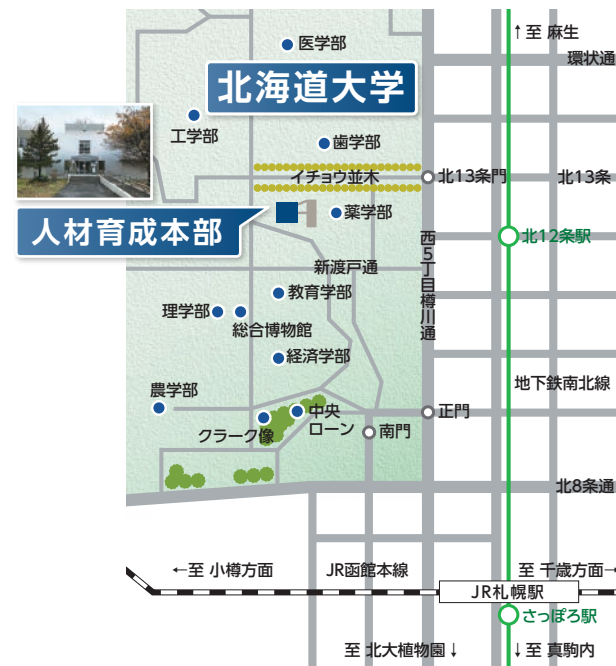 ↑至 麻生
医学部
環状通
北海道大学
工学部
歯学部
イチョウ並木
北13条門
北13条
薬学部
人材育成本部
西5丁目樽川通
北12条駅
新渡戸通
教育学部
理学部
総合博物館
経済学部
地下鉄南北線
農学部
中央
ローン
正門
クラーク像
南門
北8条通
←至 小樽方面
JR函館本線
至 千歳方面→
JR札幌駅
さっぽろ駅
至 北大植物園↓
↓至 真駒内